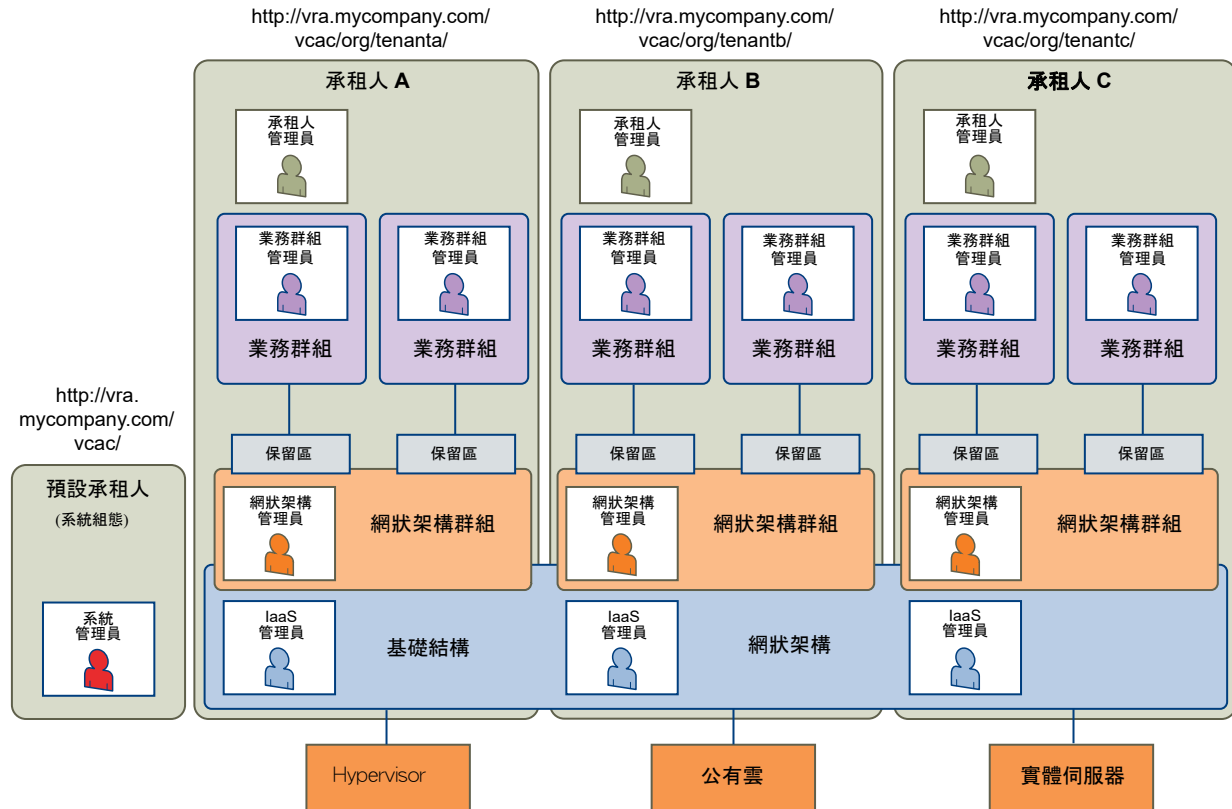 http://vra.mycompany.com/
vcac/org/tenanta/
http://vra.mycompany.com/
vcac/org/tenantb/
http://vra.mycompany.com/
vcac/org/tenantc/
承租人 A
承租人 B
承租人 C
承租人
管理員
承租人
管理員
承租人
管理員
業務群組
管理員
業務群組
管理員
業務群組
管理員
業務群組
管理員
業務群組
管理員
業務群組
管理員
業務群組
業務群組
業務群組
業務群組
業務群組
業務群組
http://vra.
mycompany.com/
vcac/
保留區
保留區
保留區
保留區
保留區
保留區
預設承租人
(系統組態)
網狀架構
管理員
網狀架構群組
網狀架構
管理員
網狀架構群組
網狀架構
管理員
網狀架構群組
系統
管理員
IaaS
管理員
基礎結構
IaaS
管理員
網狀架構
IaaS
管理員
Hypervisor
公有雲
實體伺服器